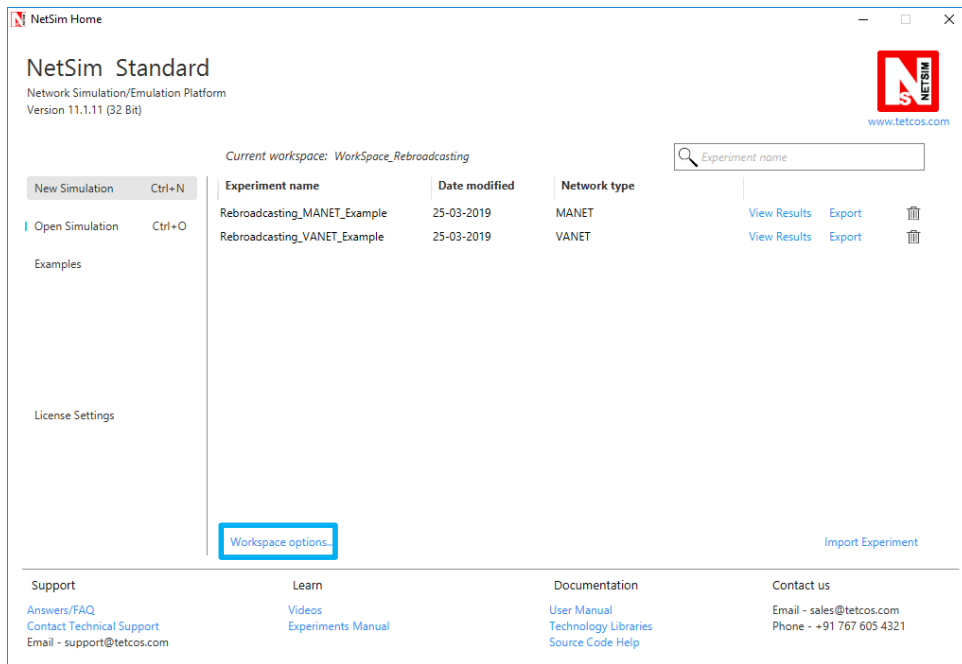 NetSim Home
NetSim Standard
Network Simulation/Emulation Platform
Version 11.1.11 (32 Bit)
NS NETSIM
www.tetcos.com
Current workspace: WorkSpace_Rebroadcasting
Experiment name
New Simulation Ctrl+N
Open Simulation Ctrl+O
Examples
License Settings
Experiment name Date modified Network type
Rebroadcasting_MANET_Example 25-03-2019 MANET View Results Export
Rebroadcasting_VANET_Example 25-03-2019 VANET View Results Export
Workspace options...
Import Experiment
Support
Answers/FAQ
Contact Technical Support
Email - support@tetcos.com
Learn
Videos
Experiments Manual
Documentation
User Manual
Technology Libraries
Source Code Help
Contact us
Email - sales@tetcos.com
Phone - +91 767 605 4321